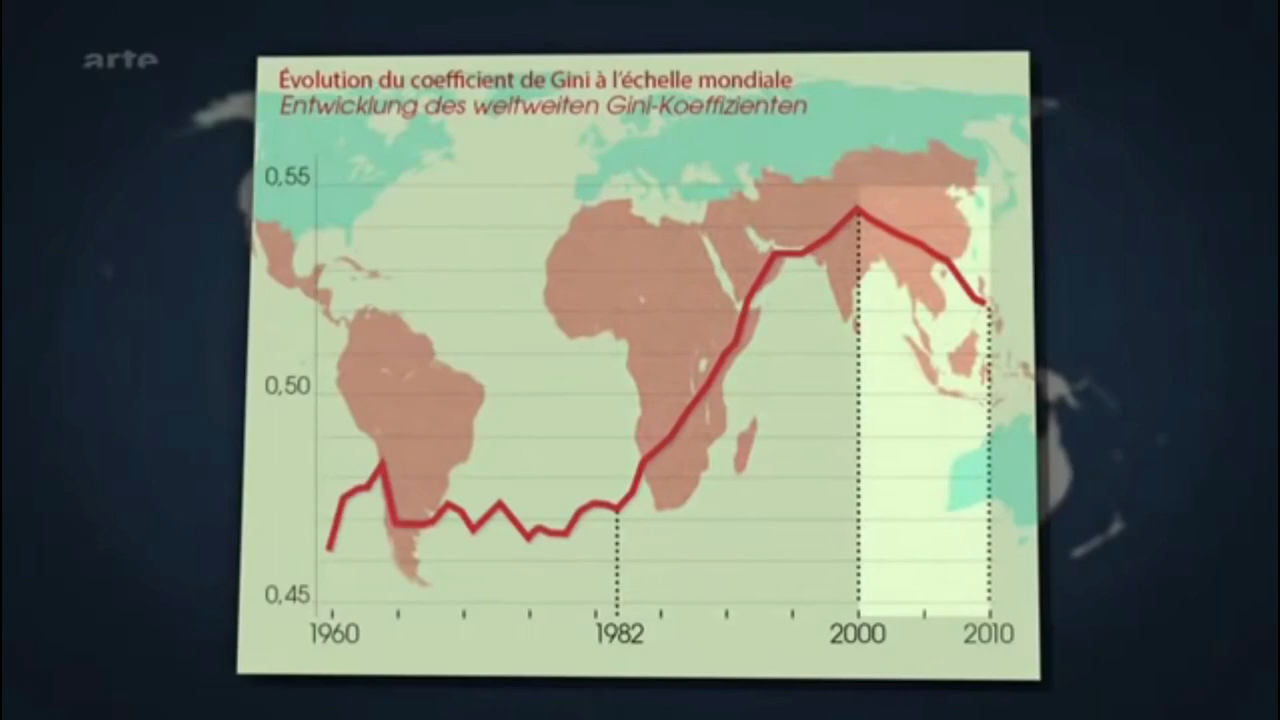 arte
Évolution du coefficient de Gini à l'échelle mondiale
Entwicklung des weltweiten Gini-Koeffizienten
0,55
0,50
0,45
1960 1982 2000 2010